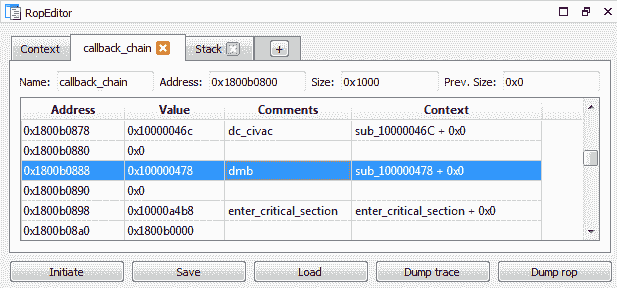 RopEditor
Context callback_chain Stack +
Name: callback_chain Address: 0x1800b0800 Size: 0x1000 Prev. Size: 0x0
Address Value Comments Context
0x1800b0878 0x10000046c dc_civac sub_10000046C + 0x0
0x1800b0880 0x0
0x1800b0888 0x100000478 dmb sub_100000478 + 0x0
0x1800b0890 0x0
0x1800b0898 0x10000a4b8 enter_critical_section enter_critical_section + 0x0
0x1800b08a0 0x1800b0000
Initiate Save Load Dump trace Dump rop